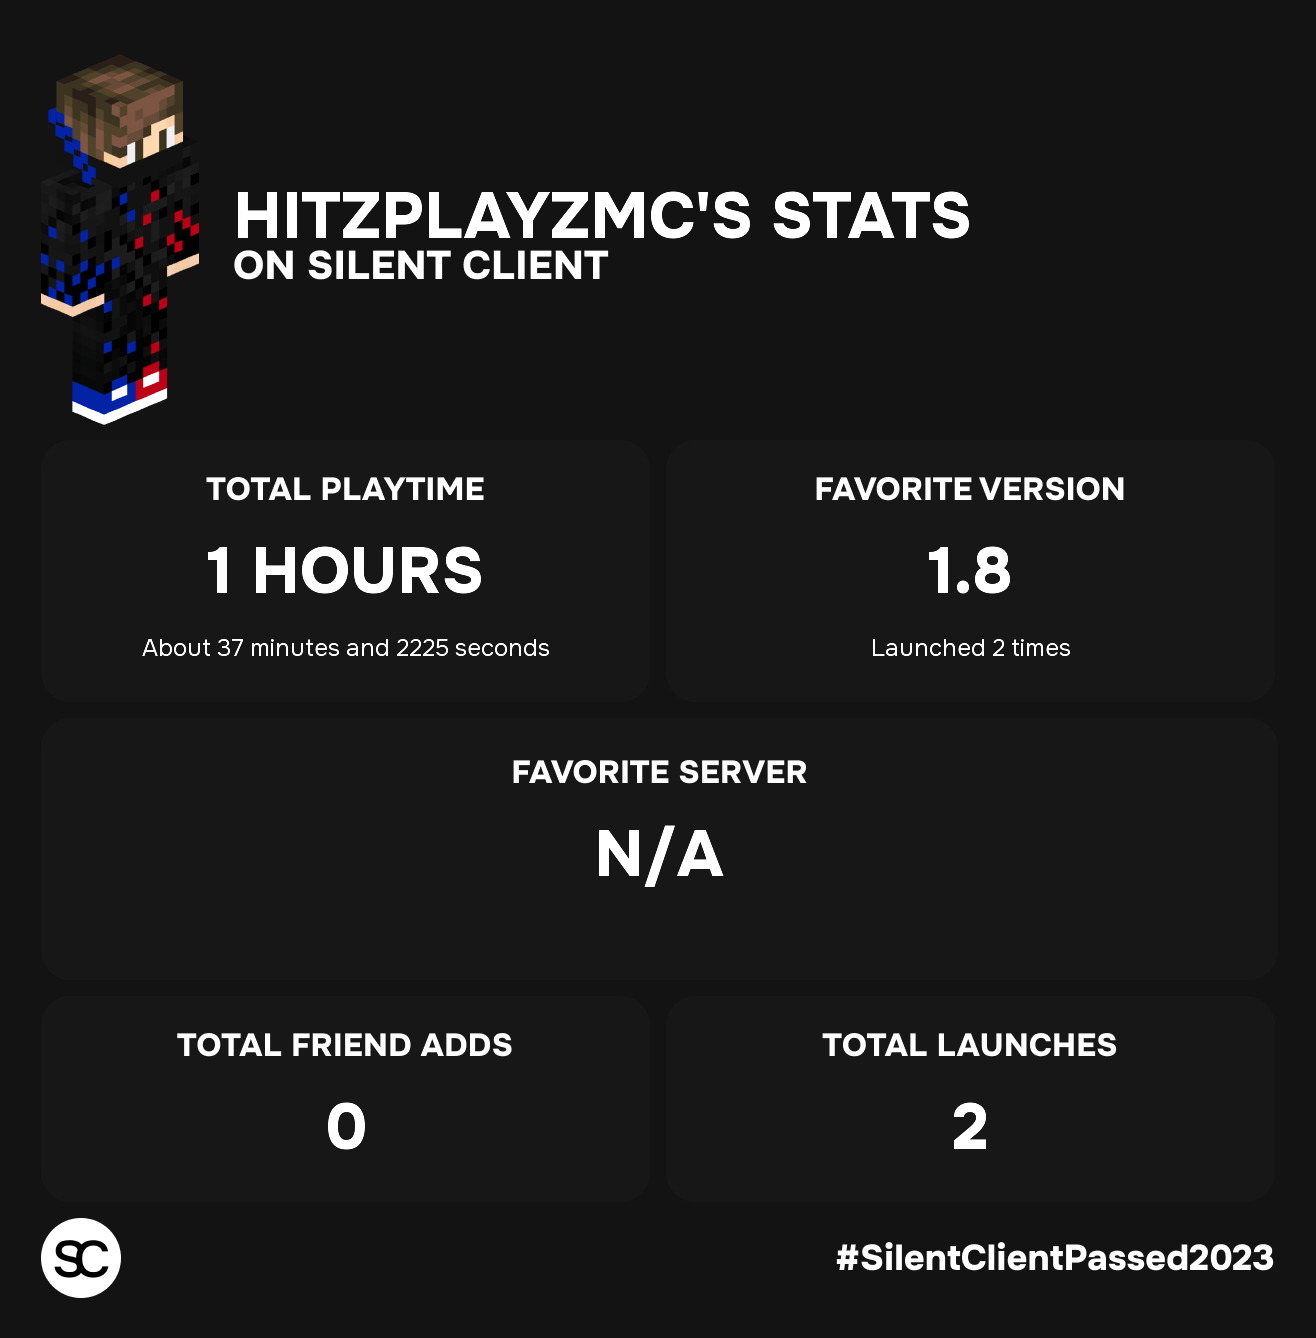 HITZPLAYZMC'S STATS
ON SILENT CLIENT
TOTAL PLAYTIME
1 HOURS
About 37 minutes and 2225 seconds
FAVORITE VERSION
1.8
Launched 2 times
FAVORITE SERVER
N/A
TOTAL FRIEND ADDS
0
TOTAL LAUNCHES
2
SC
#SilentClientPassed2023